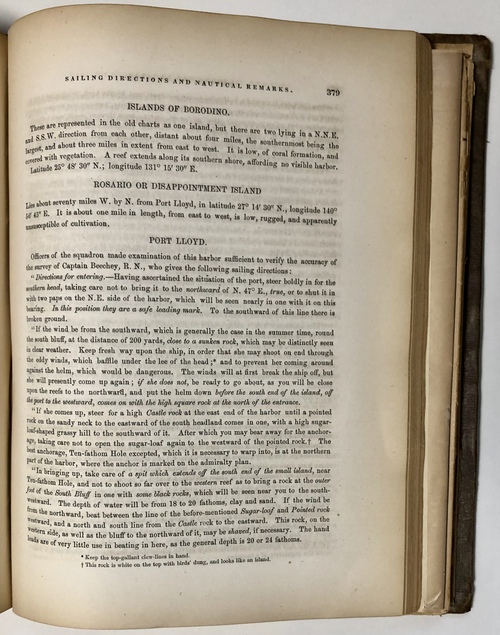 SAILING DIRECTIONS AND NAUTICAL REMARKS. 379
ISLANDS OF BORODINO.
These are represented in the old charts as one island, but there are two lying in a N.N.E.
and S.S.W. direction from each other, distant about four miles, the southernmost being the
largest, and about three miles in extent from east to west. It is low, of coral formation, and
covered with vegetation. A reef extends along its southern shore, affording no visible harbor.
Latitude 25° 48' 30" N.; longitude 131° 15' 30" E.
ROSARIO OR DISAPPOINTMENT ISLAND
Lies about seventy miles W. by N. from Port Lloyd, in latitude 27° 14' 30" N., longitude 140°
43" E. It is about one mile in length, from east to west, is low, rugged, and apparently
unsusceptible of cultivation.
PORT LLOYD.
Officers of the squadron made examination of this harbor sufficient to verify the accuracy of
the survey of Captain Beechey, R. N., who gives the following sailing directions:
"Directions for entering.—Having ascertained the situation of the port, steer boldly in for the
southern head, taking care not to bring it to the northward of N. 47° E., true, or to shut it in
with two paps on the N.E. side of the harbor, which will be seen nearly in one with it on this
bearing. In this position they are a safe leading mark. To the southward of this line there is
broken ground.
"If the wind be from the southward, which is generally the case in the summer time, round
the south bluff, at the distance of 200 yards, close to a sunken rock, which may be distinctly seen
in clear weather. Keep fresh way upon the ship, in order that she may shoot on end through
the eddy winds, which baffle under the lee of the head;* and to prevent her coming around
against the helm, which would be dangerous. The winds will at first break the ship off, but
she will presently come up again; if she does not, be ready to go about, as you will be close
upon the reefs to the northward, and put the helm down before the south end of the island, off
the port to the westward, comes on with the high square rock at the north of the entrance.
"If she comes up, steer for a high Castle rock at the east end of the harbor until a pointed
rock on the sandy neck to the eastward of the south headland comes in one, with a high sugar-
loaf-shaped grassy hill to the southward of it. After which you may bear away for the anchor-
age, taking care not to open the sugar-loaf again to the westward of the pointed rock.† The
best anchorage, Ten-fathom Hole excepted, which it is necessary to warp into, is at the northern
part of the harbor, where the anchor is marked on the admiralty plan.
"In bringing up, take care of a spit which extends off the south end of the small island, near
Ten-fathom Hole, and not to shoot so far over to the western reef as to bring a rock at the outer
foot of the South Bluff in one with some black rocks, which will be seen near you to the south-
westward. The depth of water will be from 18 to 20 fathoms, clay and sand. If the wind be
from the northward, beat between the line of the before-mentioned Sugar-loaf and Pointed rock
westward, and a north and south line from the Castle rock to the eastward. This rock, on the
western side, as well as the bluff to the northward of it, may be shaved, if necessary. The hand
leads are of very little use in beating in here, as the general depth is 20 or 24 fathoms.
* Keep the top-gallant clew-lines in hand.
† This rock is white on the top with birds' dung, and looks like an island.